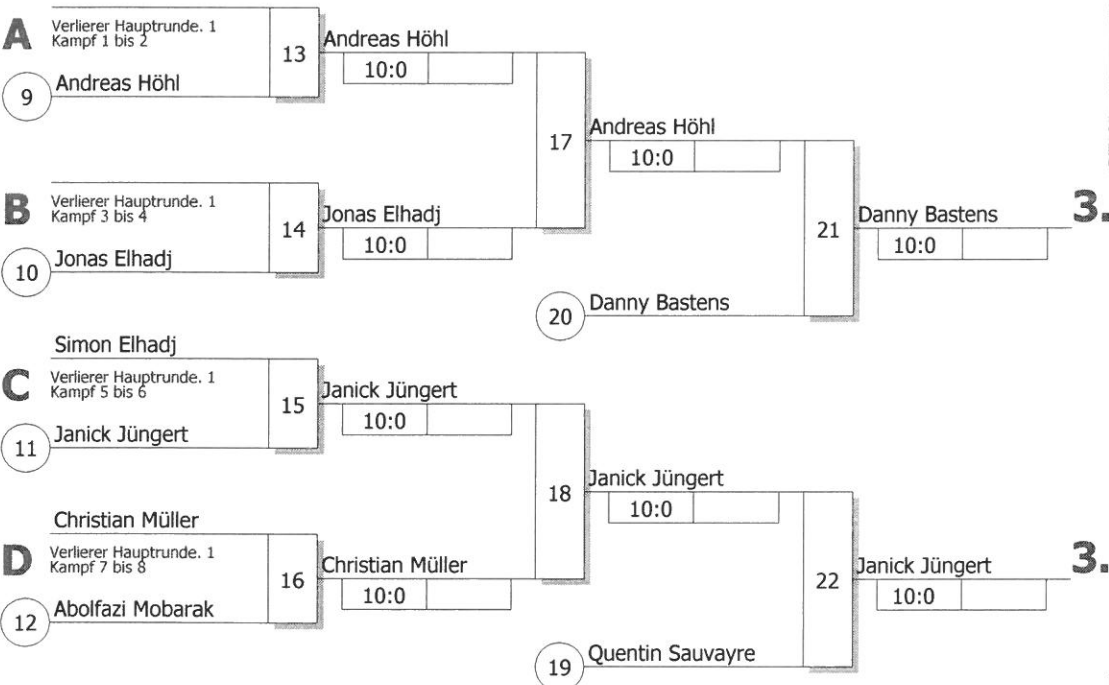 A
Verlierer Hauptrunde. 1
Kampf 1 bis 2
9
Andreas Höhl
13
Andreas Höhl
10:0
B
Verlierer Hauptrunde. 1
Kampf 3 bis 4
10
Jonas Elhadj
14
Jonas Elhadj
10:0
17
Andreas Höhl
10:0
20
Danny Bastens
21
Danny Bastens
10:0
3.
Simon Elhadj
C
Verlierer Hauptrunde. 1
Kampf 5 bis 6
11
Janick Jüngert
15
Janick Jüngert
10:0
Christian Müller
D
Verlierer Hauptrunde. 1
Kampf 7 bis 8
12
Abolfazi Mobarak
16
Christian Müller
10:0
18
Janick Jüngert
10:0
19
Quentin Sauvayre
22
Janick Jüngert
10:0
3.